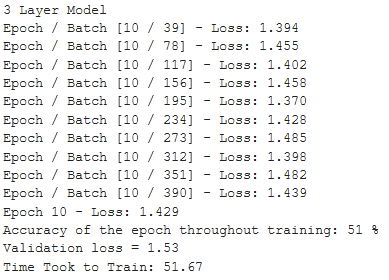 3 Layer Model
Epoch / Batch [10 / 39] - Loss: 1.394
Epoch / Batch [10 / 78] - Loss: 1.455
Epoch / Batch [10 / 117] - Loss: 1.402
Epoch / Batch [10 / 156] - Loss: 1.458
Epoch / Batch [10 / 195] - Loss: 1.370
Epoch / Batch [10 / 234] - Loss: 1.428
Epoch / Batch [10 / 273] - Loss: 1.485
Epoch / Batch [10 / 312] - Loss: 1.398
Epoch / Batch [10 / 351] - Loss: 1.482
Epoch / Batch [10 / 390] - Loss: 1.439
Epoch 10 - Loss: 1.429
Accuracy of the epoch throughout training: 51 %
Validation loss = 1.53
Time Took to Train: 51.67